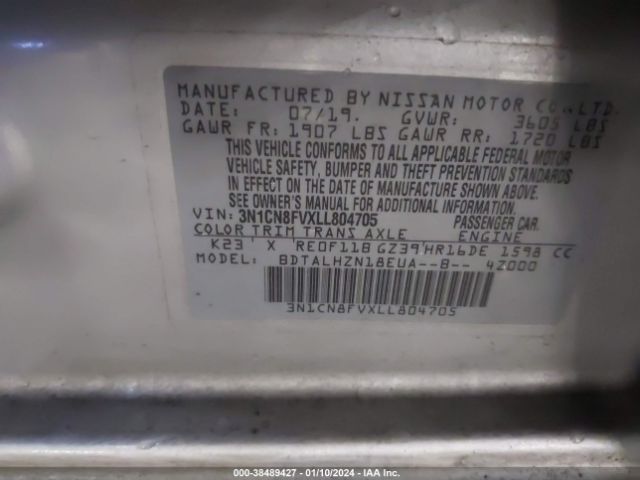 MANUFACTURED BY NISSAN MOTOR CO.,LTD.
DATE: 07/19. GVWR: 3605 LBS
GAWR FR: 1907 LBS GAWR RR: 1720 LBS
THIS VEHICLE CONFORMS TO ALL APPLICABLE FEDERAL MOTOR
VEHICLE SAFETY, BUMPER AND THEFT PREVENTION STANDARDS
IN EFFECT ON THE DATE OF MANUFACTURE SHOWN ABOVE.
SEE OWNER'S MANUAL FOR ADDITIONAL INFORMATION
VIN: 3N1CN8FVXLL804705 PASSENGER CAR.
COLOR TRIM TRANS AXLE ENGINE
K23 X RE0F11B GZ39 HR16DE 1598 CC
MODEL: BDTALHZN18EUA--B-- 4Z000
3N1CN8FVXLL804705
000-38489427 - 01/10/2024 - IAA Inc.